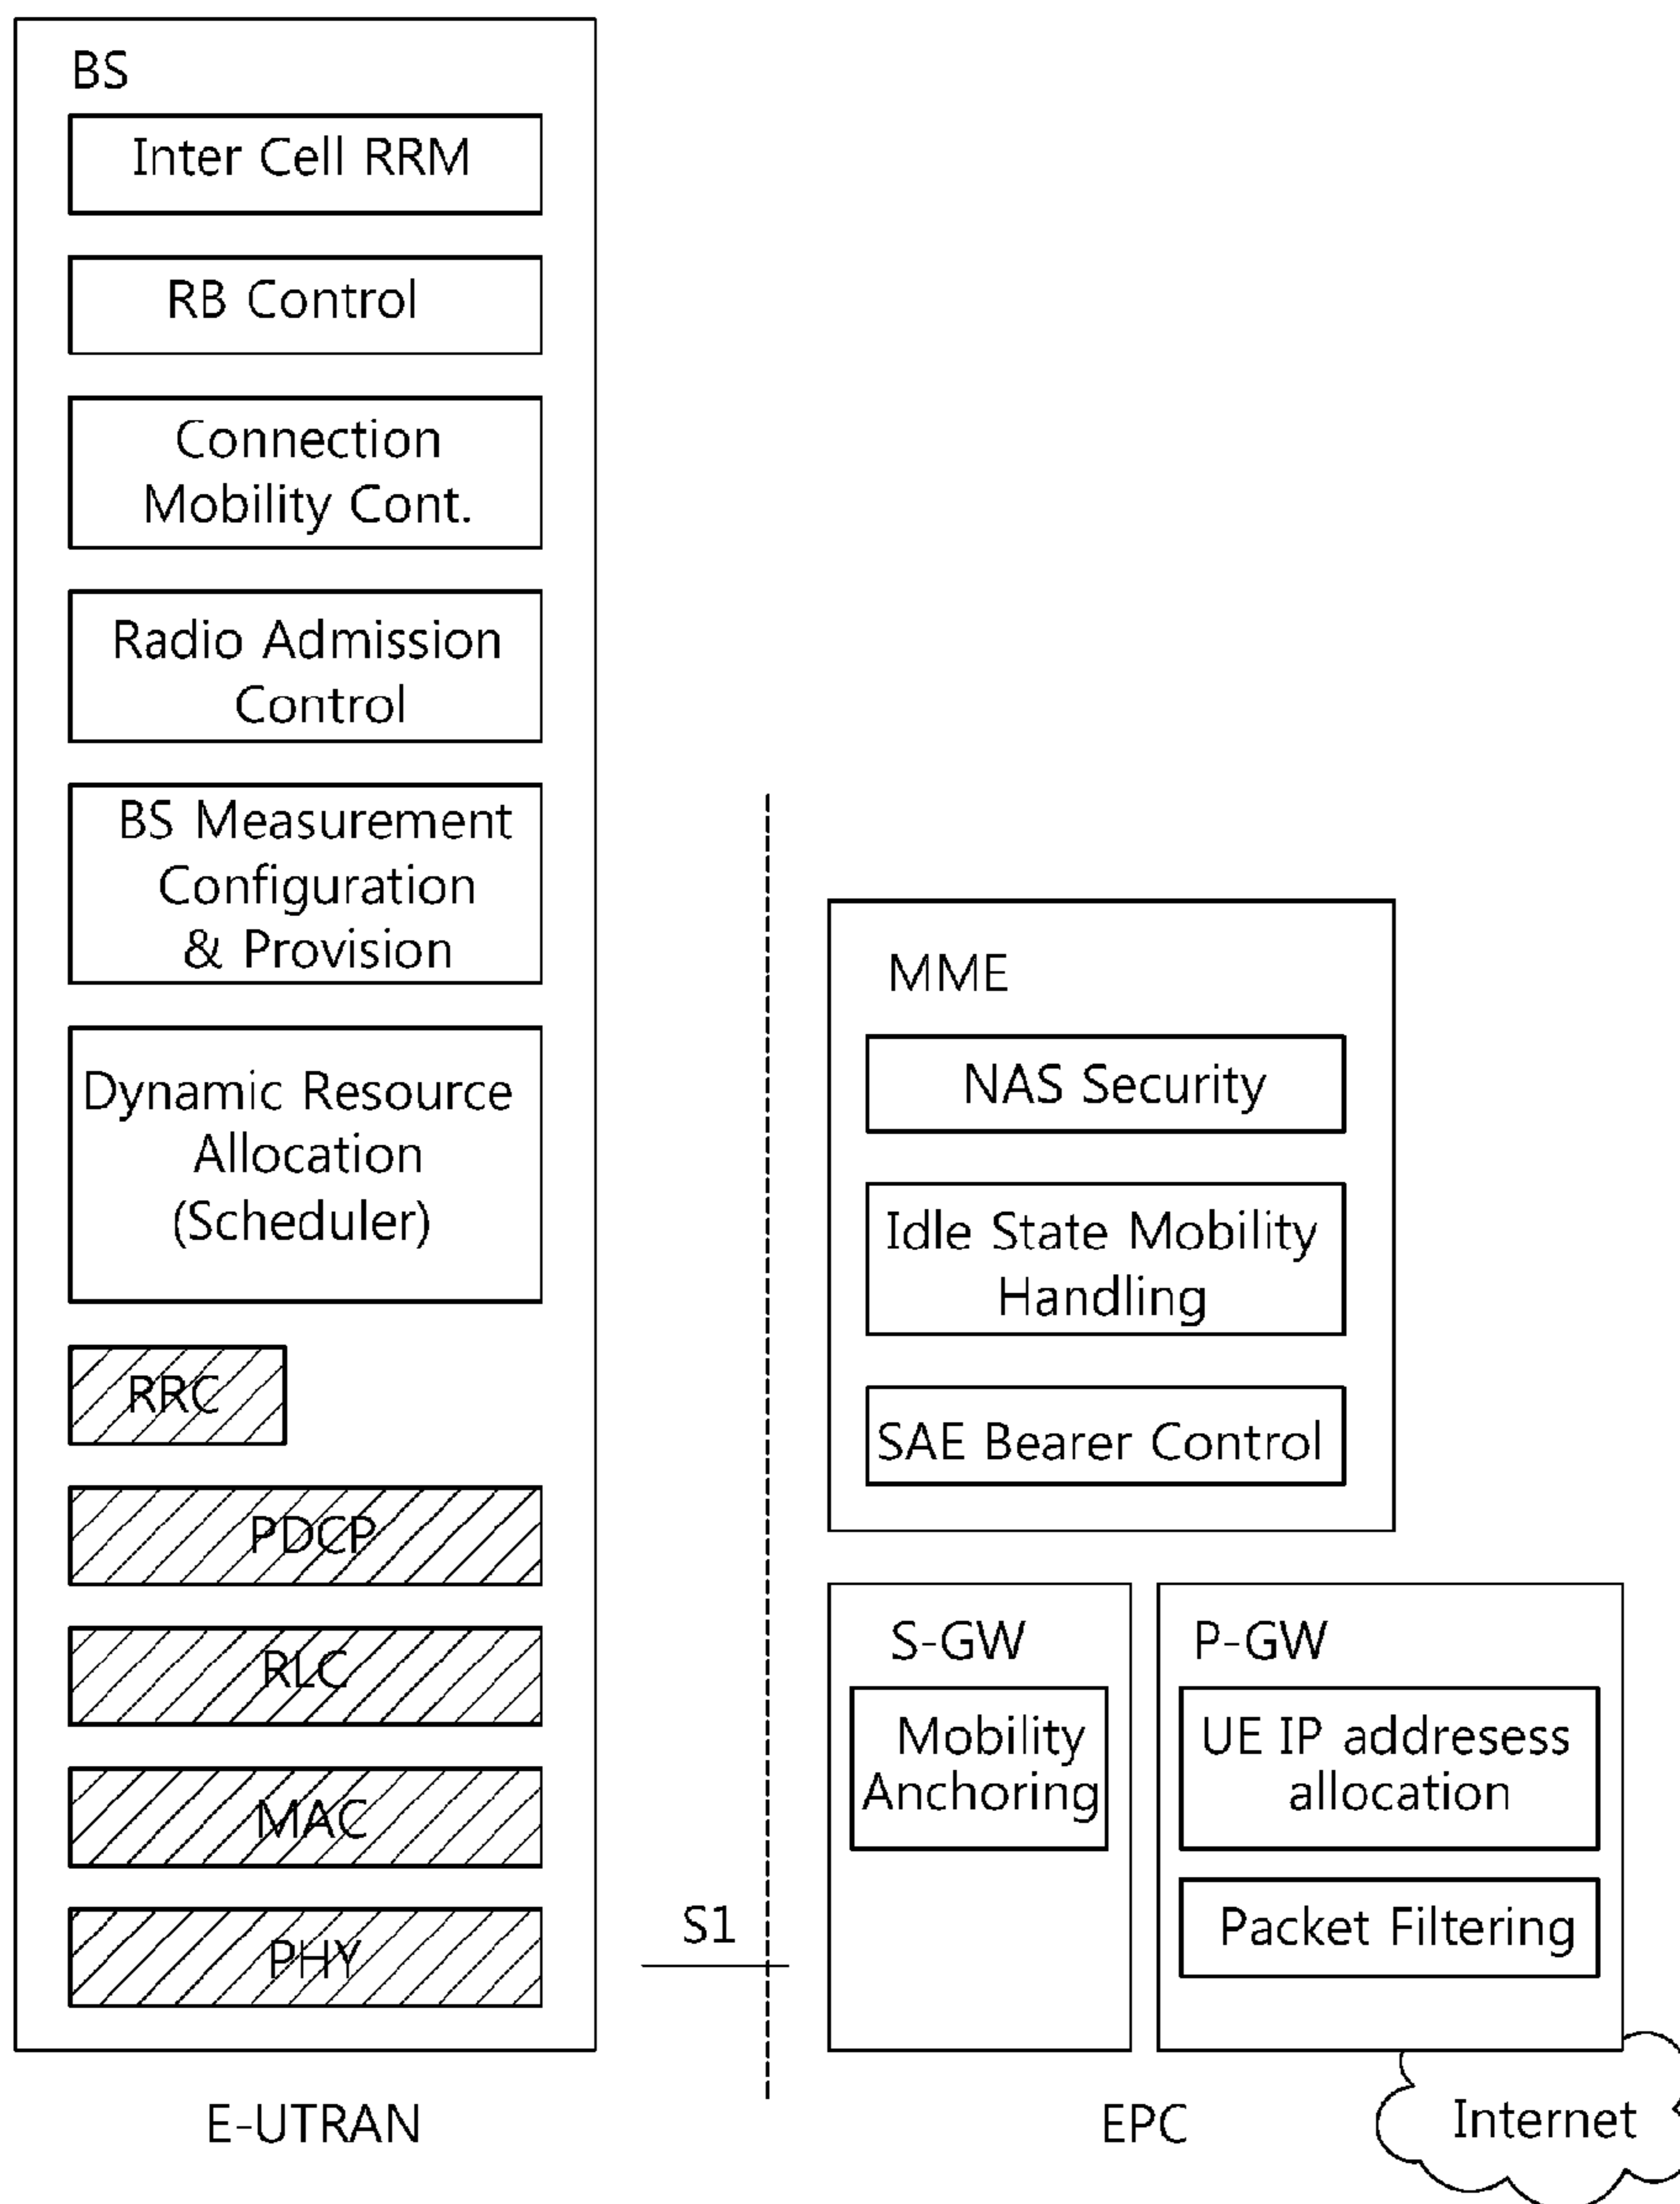 BS
Inter Cell RRM
RB Control
Connection
Mobility Cont.
Radio Admission
Control
BS Measurement
Configuration
& Provision
Dynamic Resource
Allocation
(Scheduler)
RRC
PDCP
RLC
MAC
PHY
E-UTRAN
S1
MME
NAS Security
Idle State Mobility
Handling
SAE Bearer Control
S-GW
Mobility
Anchoring
P-GW
UE IP addresess
allocation
Packet Filtering
EPC
Internet